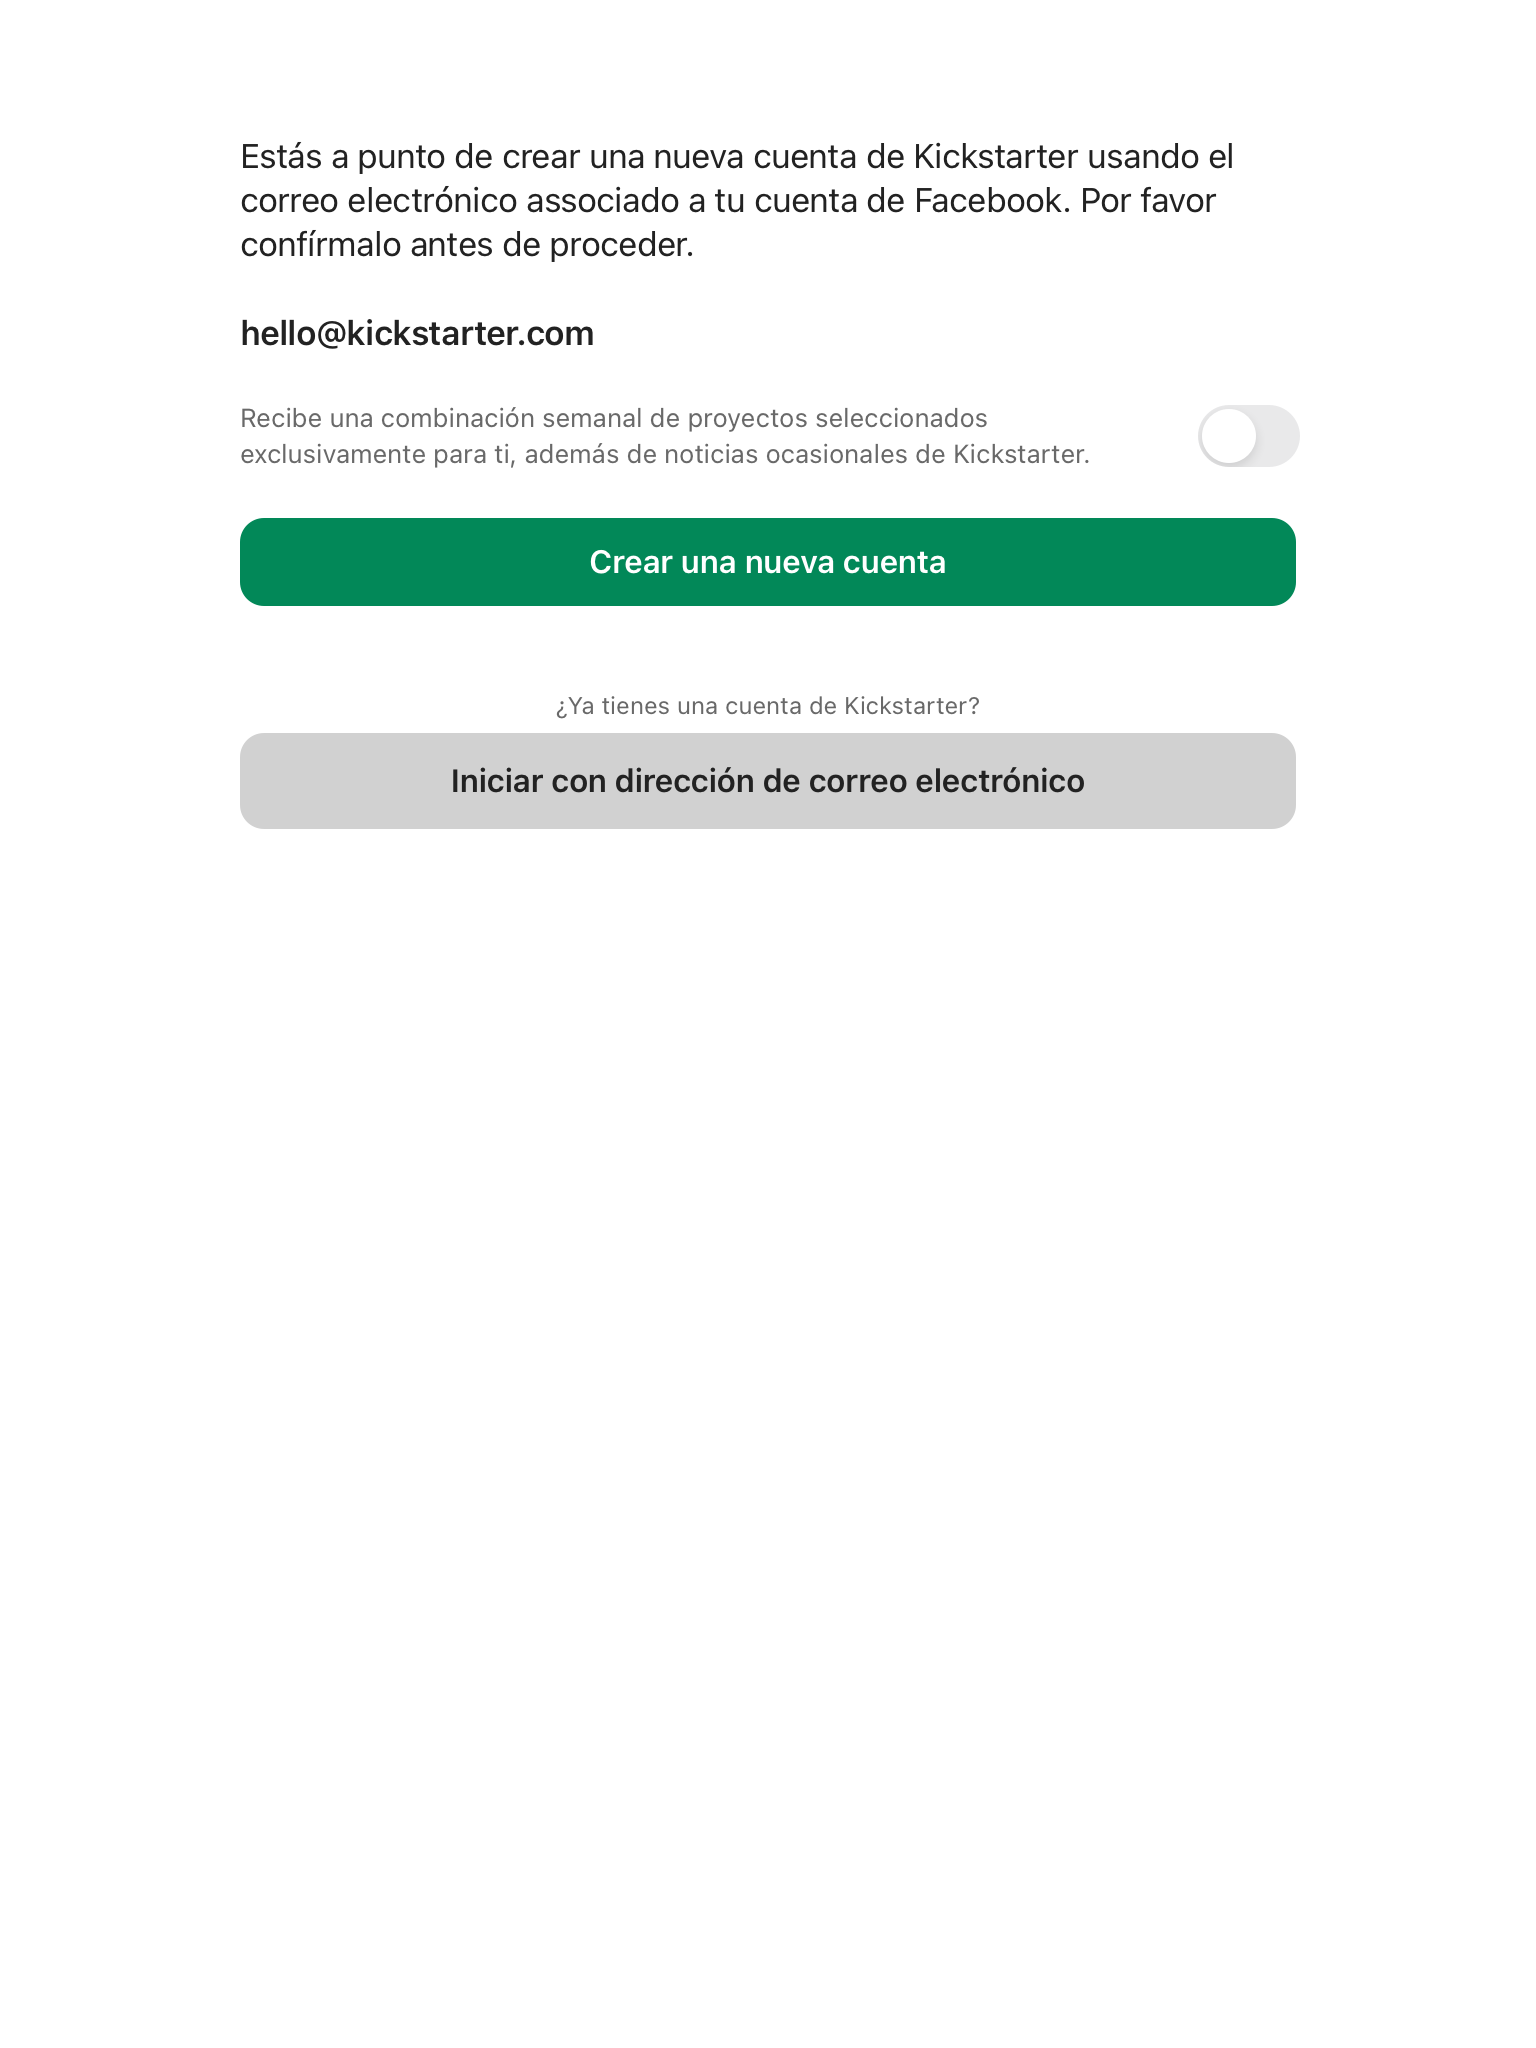 Estás a punto de crear una nueva cuenta de Kickstarter usando el
correo electrónico associado a tu cuenta de Facebook. Por favor
confírmalo antes de proceder.
hello@kickstarter.com
Recibe una combinación semanal de proyectos seleccionados
exclusivamente para ti, además de noticias ocasionales de Kickstarter.
Crear una nueva cuenta
¿Ya tienes una cuenta de Kickstarter?
Iniciar con dirección de correo electrónico